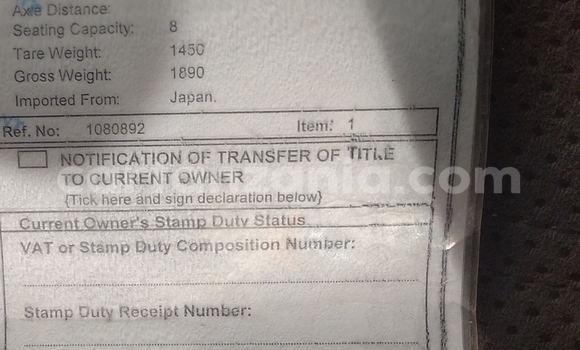 Axle Distance:
Seating Capacity: 8
Tare Weight: 1450
Gross Weight: 1890
Imported From: Japan.
Ref. No: 1080892 Item: 1
NOTIFICATION OF TRANSFER OF TITLE
TO CURRENT OWNER
{Tick here and sign declaration below}
Current Owner's Stamp Duty Status
VAT or Stamp Duty Composition Number:
Stamp Duty Receipt Number: